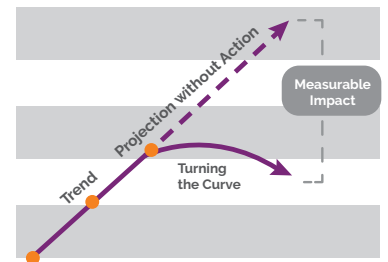 Projection without Action
Measurable
Impact
Trend
Turning
the Curve